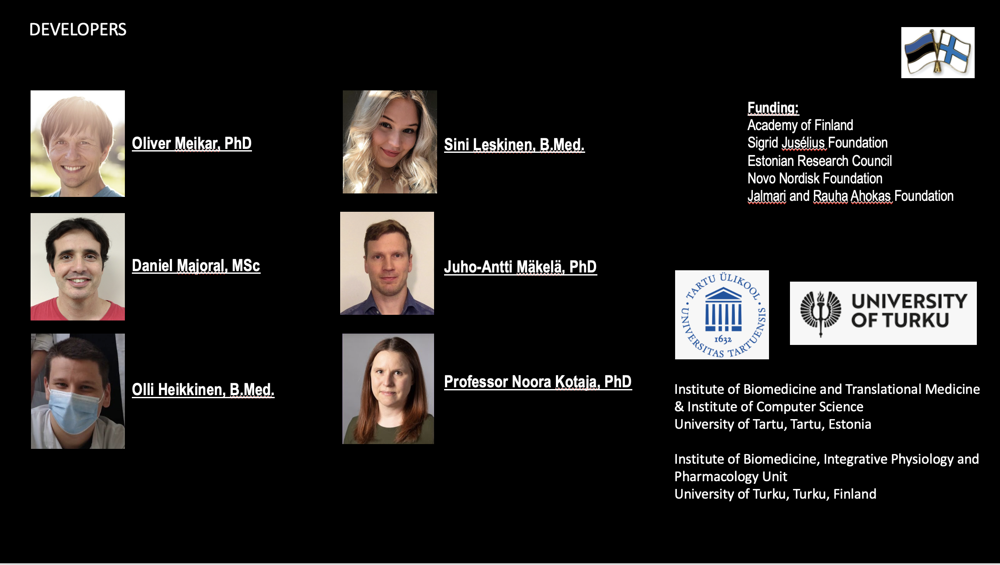 DEVELOPERS
Oliver Meikar, PhD
Sini Leskinen, B.Med.
Daniel Majoral, MSc
Juho-Antti Mäkelä, PhD
Olli Heikkinen, B.Med.
Professor Noora Kotaja, PhD
Funding:
Academy of Finland
Sigrid Jusélius Foundation
Estonian Research Council
Novo Nordisk Foundation
Jalmari and Rauha Ahokas Foundation
TARTU ÜLIKOOL
UNIVERSITAS TARTUENSIS
1632
UNIVERSITY
OF TURKU
Institute of Biomedicine and Translational Medicine
& Institute of Computer Science
University of Tartu, Tartu, Estonia
Institute of Biomedicine, Integrative Physiology and
Pharmacology Unit
University of Turku, Turku, Finland